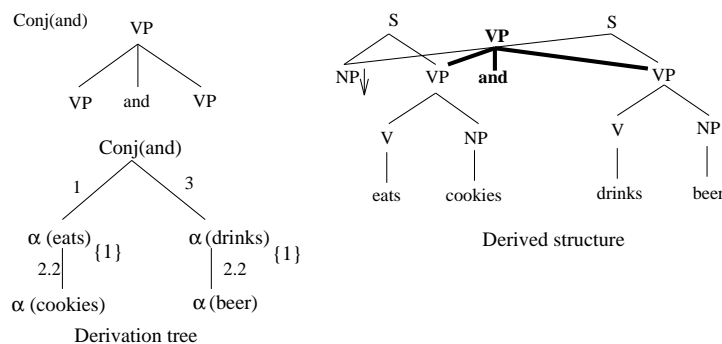 Conj(and)
VP
VP and VP
Conj(and)
1 3
α (eats) {1} α (drinks) {1}
2.2 2.2
α (cookies) α (beer)
Derivation tree
S VP S
NP VP and VP
V NP V NP
eats cookies drinks beer
Derived structure